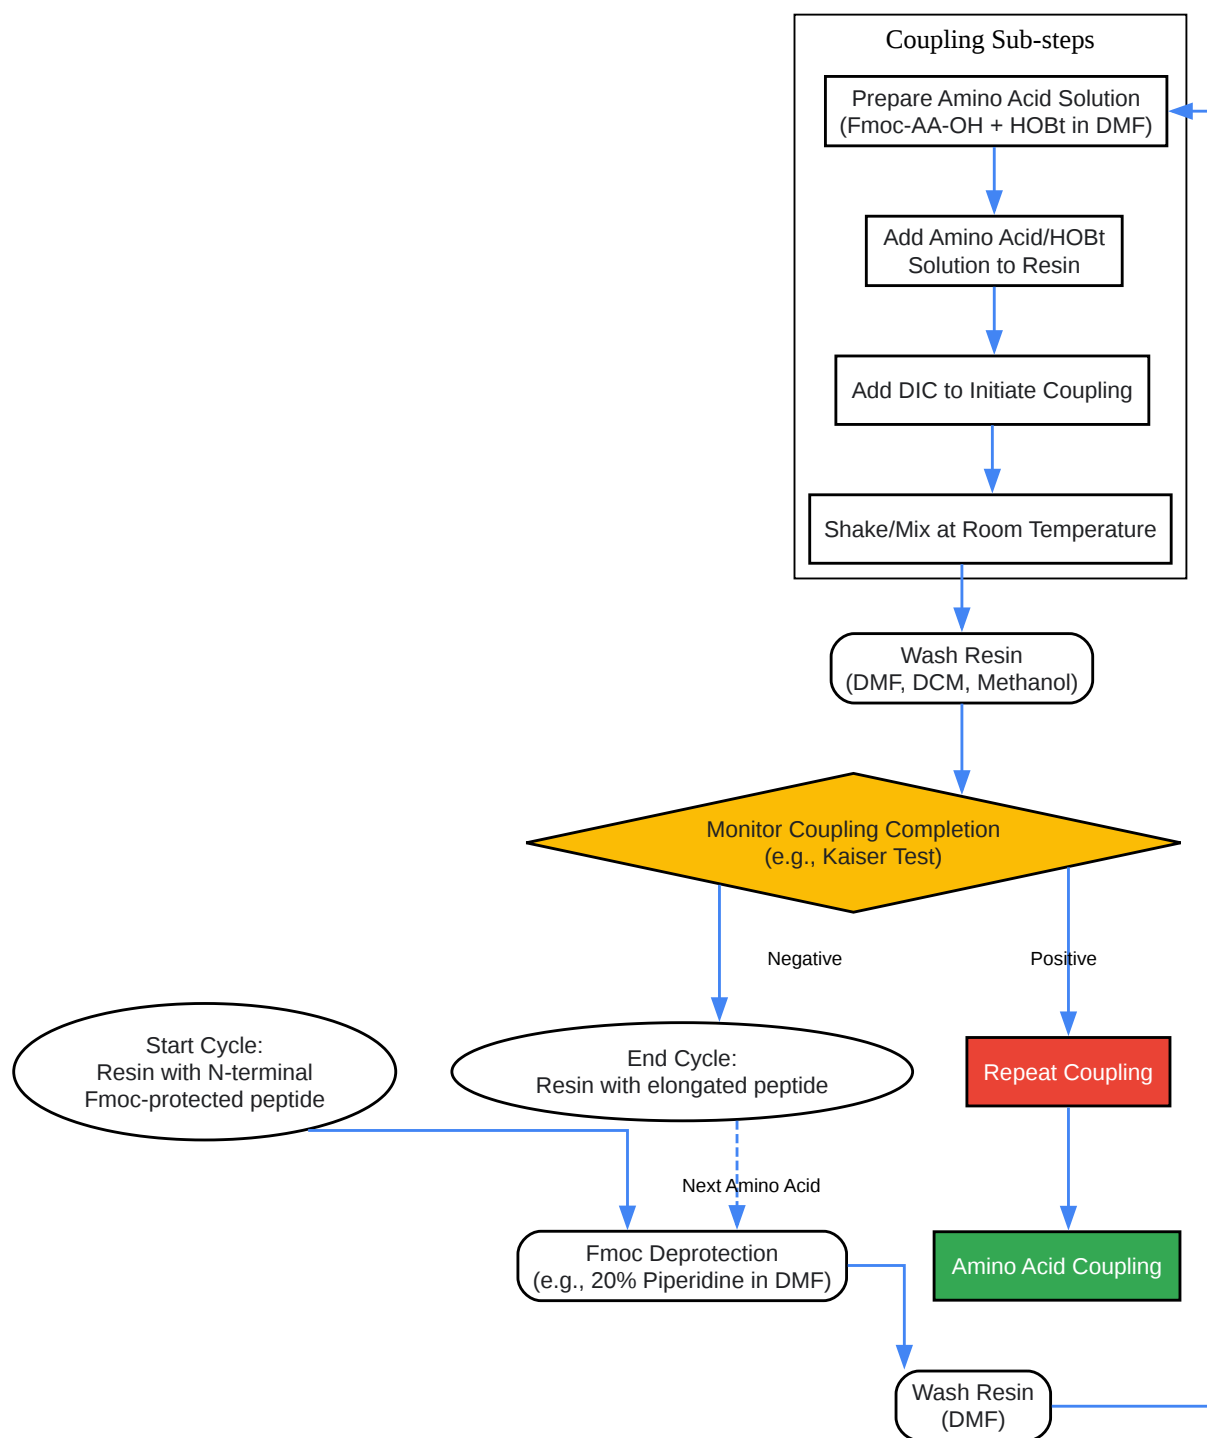 Coupling Sub-steps
Prepare Amino Acid Solution
(Fmoc-AA-OH + HOBt in DMF)
Add Amino Acid/HOBt
Solution to Resin
Add DIC to Initiate Coupling
Shake/Mix at Room Temperature
Wash Resin
(DMF, DCM, Methanol)
Monitor Coupling Completion
(e.g., Kaiser Test)
Negative
Positive
Start Cycle:
Resin with N-terminal
Fmoc-protected peptide
End Cycle:
Resin with elongated peptide
Repeat Coupling
Next Amino Acid
Fmoc Deprotection
(e.g., 20% Piperidine in DMF)
Amino Acid Coupling
Wash Resin
(DMF)